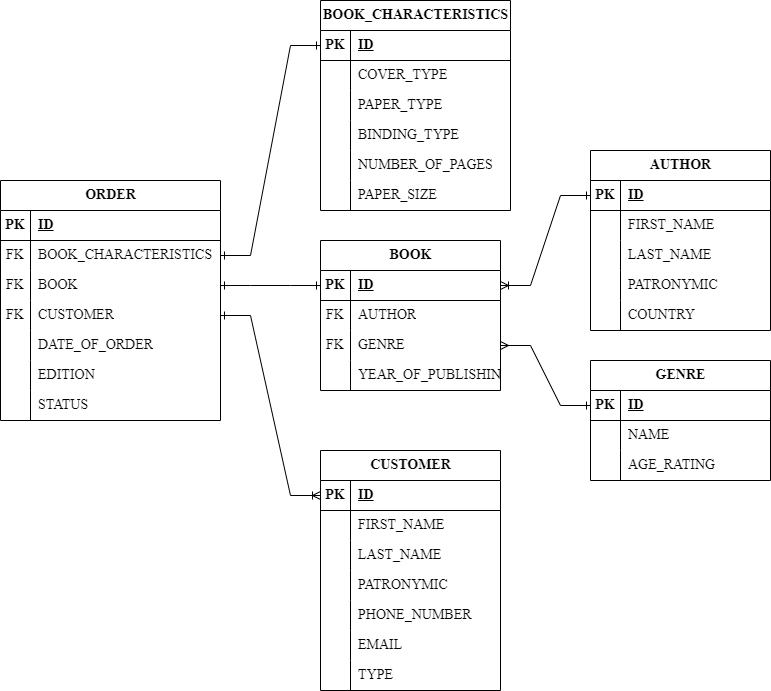 BOOK_CHARACTERISTICS
PK ID
COVER_TYPE
PAPER_TYPE
BINDING_TYPE
NUMBER_OF_PAGES
PAPER_SIZE
ORDER
PK ID
FK BOOK_CHARACTERISTICS
FK BOOK
FK CUSTOMER
DATE_OF_ORDER
EDITION
STATUS
BOOK
PK ID
FK AUTHOR
FK GENRE
YEAR_OF_PUBLISHIN
AUTHOR
PK ID
FIRST_NAME
LAST_NAME
PATRONYMIC
COUNTRY
GENRE
PK ID
NAME
AGE_RATING
CUSTOMER
PK ID
FIRST_NAME
LAST_NAME
PATRONYMIC
PHONE_NUMBER
EMAIL
TYPE